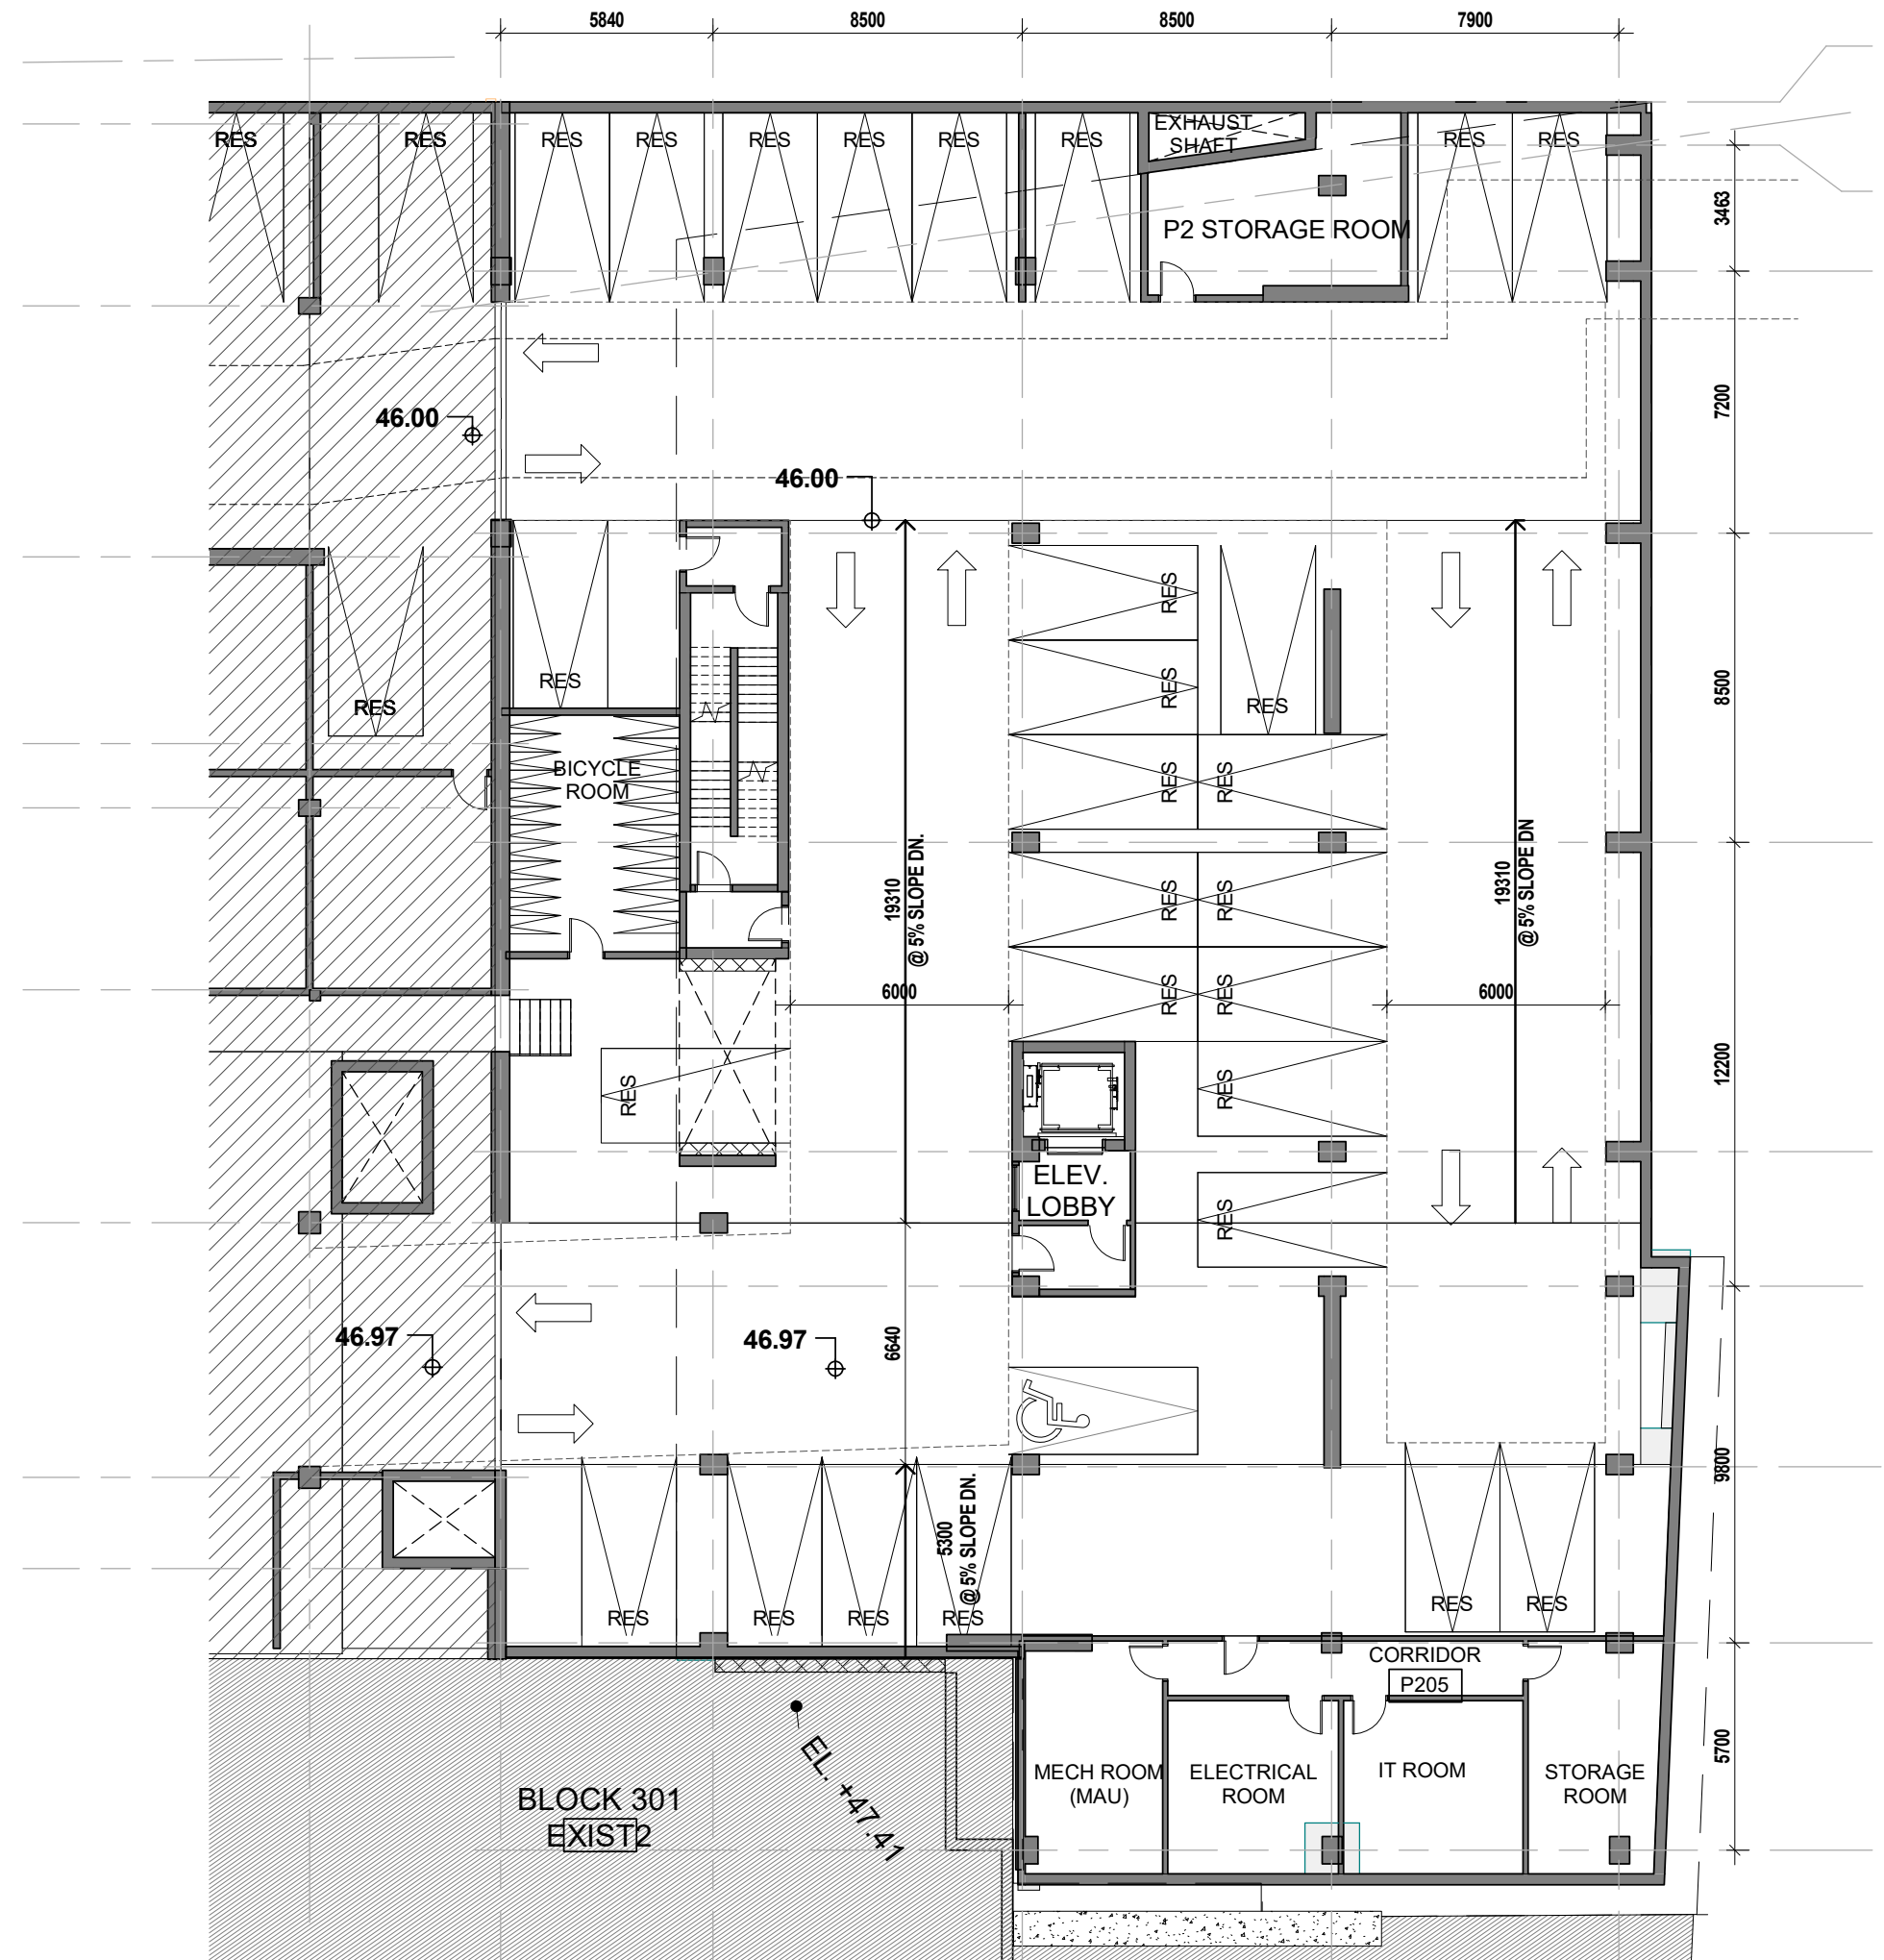 5840
8500
8500
7900
RES
RES
RES
RES
RES
RES
RES
RES
EXHAUST
SHAFT
RES
RES
3463
P2 STORAGE ROOM
7200
46.00
46.00
RES
RES
RES
RES
8500
RES
RES
BICYCLE
ROOM
RES
RES
19310
@ 5% SLOPE DN.
19310
@ 5% SLOPE DN
RES
RES
RES
RES
6000
6000
RES
RES
12200
ELEV.
LOBBY
RES
46.97
46.97
6640
9800
5300
@ 5% SLOPE DN.
RES
RES
RES
RES
RES
RES
CORRIDOR
P205
5700
MECH ROOM
(MAU)
ELECTRICAL
ROOM
IT ROOM
STORAGE
ROOM
BLOCK 301
EXIST2
EL. +47.41